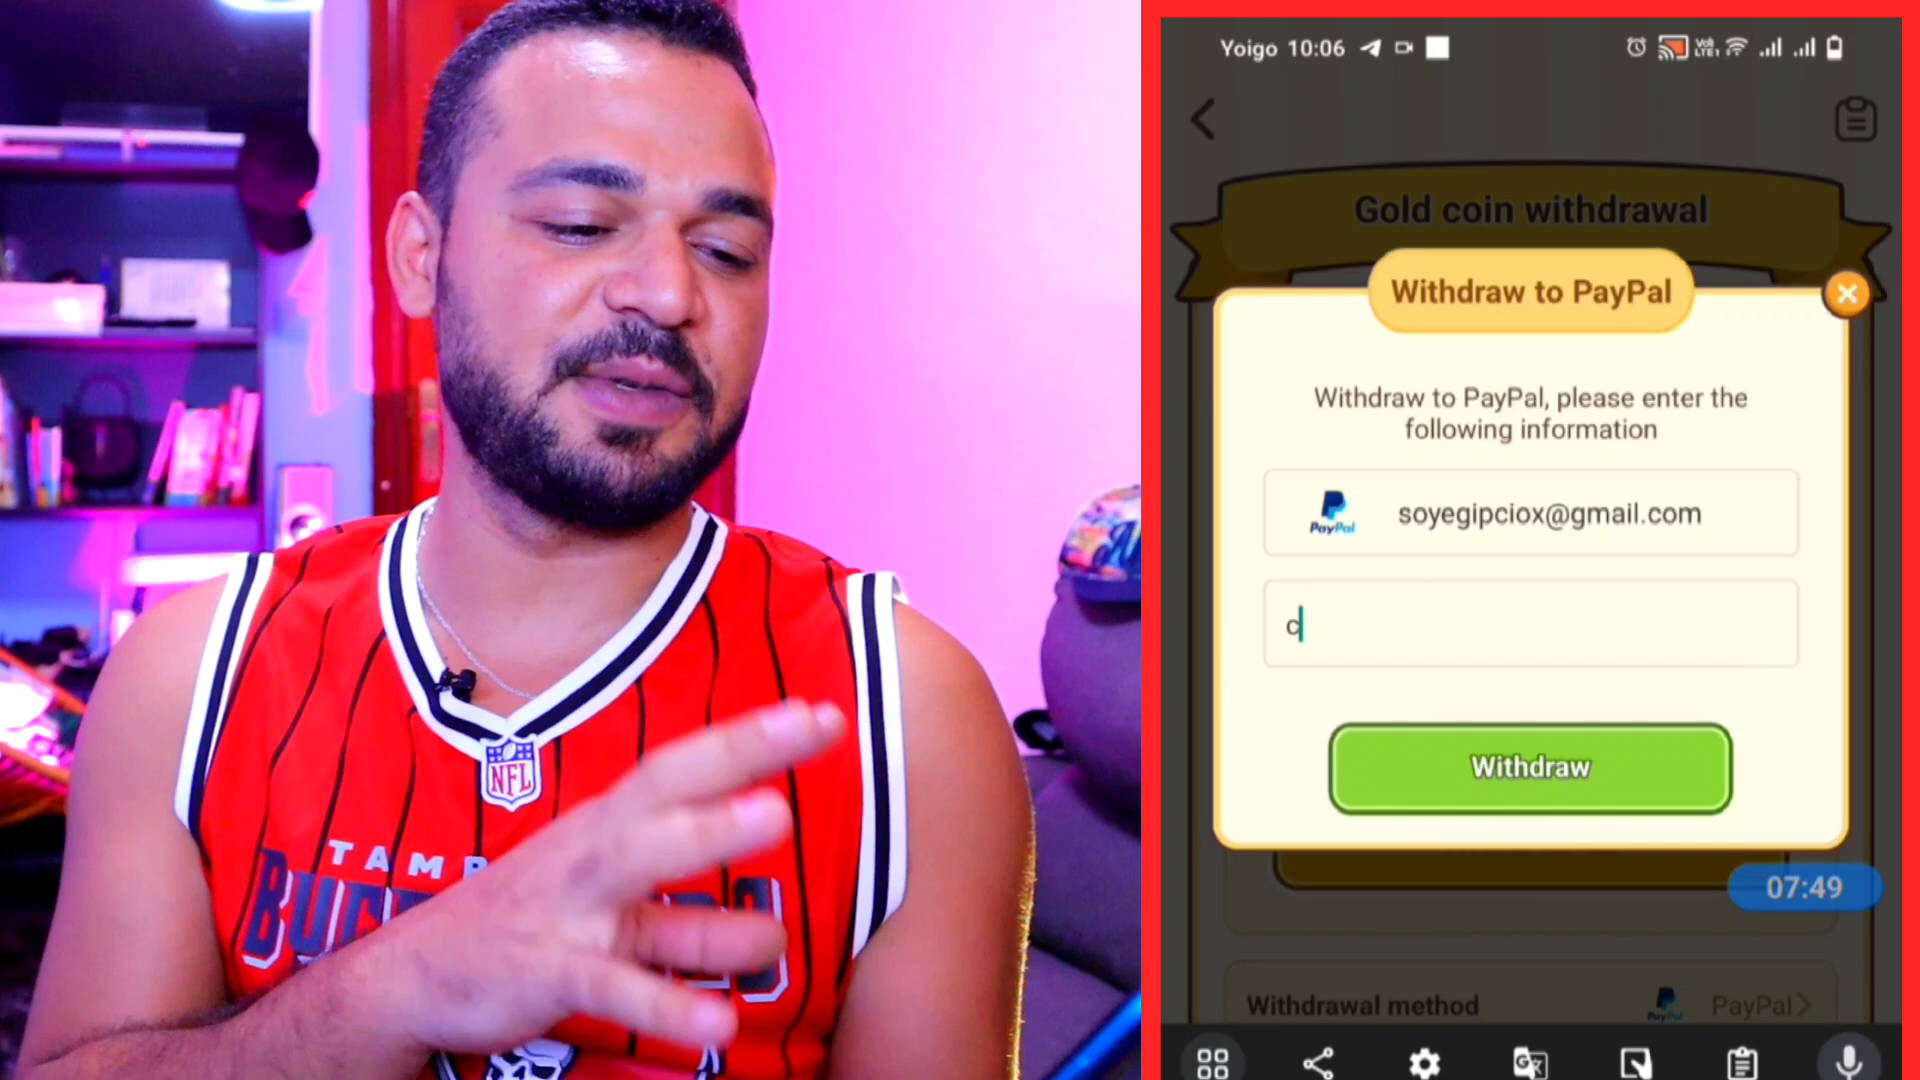 NFL
TAMP
Yoigo 10:06
Gold coin withdrawal
Withdraw to PayPal
Withdraw to PayPal, please enter the
following information
PayPal soyegipciox@gmail.com
c
Withdraw
07:49
Withdrawal method PayPal PayPal